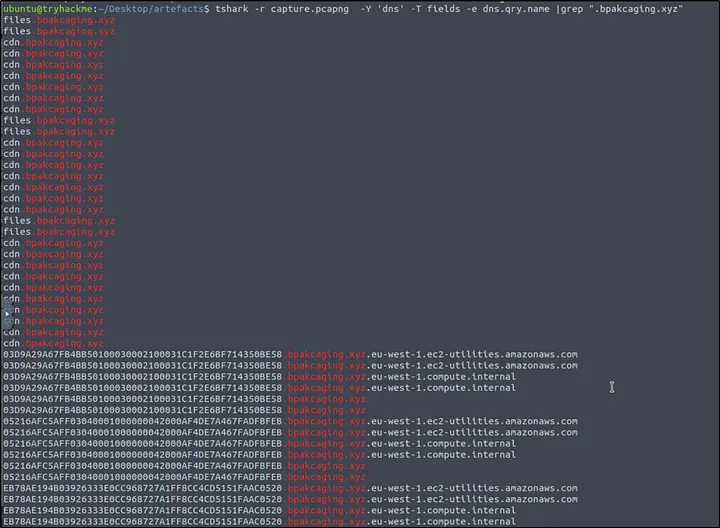 ubuntu@tryhackme:~/Desktop/artefacts$ tshark -r capture.pcapng  -Y 'dns' -T fields -e dns.qry.name |grep ".bpakcaging.xyz"
files.bpakcaging.xyz
files.bpakcaging.xyz
cdn.bpakcaging.xyz
cdn.bpakcaging.xyz
cdn.bpakcaging.xyz
cdn.bpakcaging.xyz
cdn.bpakcaging.xyz
cdn.bpakcaging.xyz
cdn.bpakcaging.xyz
files.bpakcaging.xyz
files.bpakcaging.xyz
cdn.bpakcaging.xyz
cdn.bpakcaging.xyz
cdn.bpakcaging.xyz
cdn.bpakcaging.xyz
cdn.bpakcaging.xyz
cdn.bpakcaging.xyz
cdn.bpakcaging.xyz
files.bpakcaging.xyz
files.bpakcaging.xyz
cdn.bpakcaging.xyz
cdn.bpakcaging.xyz
cdn.bpakcaging.xyz
cdn.bpakcaging.xyz
cdn.bpakcaging.xyz
cdn.bpakcaging.xyz
cdn.bpakcaging.xyz
cdn.bpakcaging.xyz
cdn.bpakcaging.xyz
cdn.bpakcaging.xyz
03D9A29A67FB4BB50100030002100031C1F2E6BF714350BE58.bpakcaging.xyz.eu-west-1.ec2-utilities.amazonaws.com
03D9A29A67FB4BB50100030002100031C1F2E6BF714350BE58.bpakcaging.xyz.eu-west-1.ec2-utilities.amazonaws.com
03D9A29A67FB4BB50100030002100031C1F2E6BF714350BE58.bpakcaging.xyz.eu-west-1.compute.internal
03D9A29A67FB4BB50100030002100031C1F2E6BF714350BE58.bpakcaging.xyz.eu-west-1.compute.internal
03D9A29A67FB4BB50100030002100031C1F2E6BF714350BE58.bpakcaging.xyz
03D9A29A67FB4BB50100030002100031C1F2E6BF714350BE58.bpakcaging.xyz
05216AFC5AFF03040001000000042000AF4DE7A467FADFBFEB.bpakcaging.xyz.eu-west-1.ec2-utilities.amazonaws.com
05216AFC5AFF03040001000000042000AF4DE7A467FADFBFEB.bpakcaging.xyz.eu-west-1.ec2-utilities.amazonaws.com
05216AFC5AFF03040001000000042000AF4DE7A467FADFBFEB.bpakcaging.xyz.eu-west-1.compute.internal
05216AFC5AFF03040001000000042000AF4DE7A467FADFBFEB.bpakcaging.xyz.eu-west-1.compute.internal
05216AFC5AFF03040001000000042000AF4DE7A467FADFBFEB.bpakcaging.xyz
05216AFC5AFF03040001000000042000AF4DE7A467FADFBFEB.bpakcaging.xyz
EB78AE194B03926333E0CC968727A1FF8CC4CD5151FAAC0520.bpakcaging.xyz.eu-west-1.ec2-utilities.amazonaws.com
EB78AE194B03926333E0CC968727A1FF8CC4CD5151FAAC0520.bpakcaging.xyz.eu-west-1.ec2-utilities.amazonaws.com
EB78AE194B03926333E0CC968727A1FF8CC4CD5151FAAC0520.bpakcaging.xyz.eu-west-1.compute.internal
EB78AE194B03926333E0CC968727A1FF8CC4CD5151FAAC0520.bpakcaging.xyz.eu-west-1.compute.internal